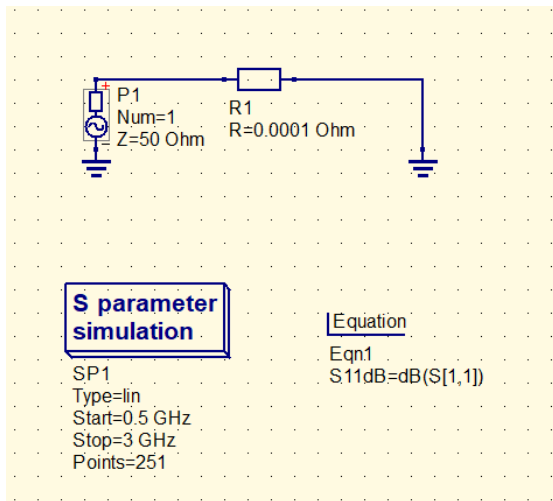 P1
Num=1
Z=50 Ohm
R1
R=0.0001 Ohm
S parameter
simulation
SP1
Type=lin
Start=0.5 GHz
Stop=3 GHz
Points=251
Equation
Eqn1
S11dB=dB(S[1,1])